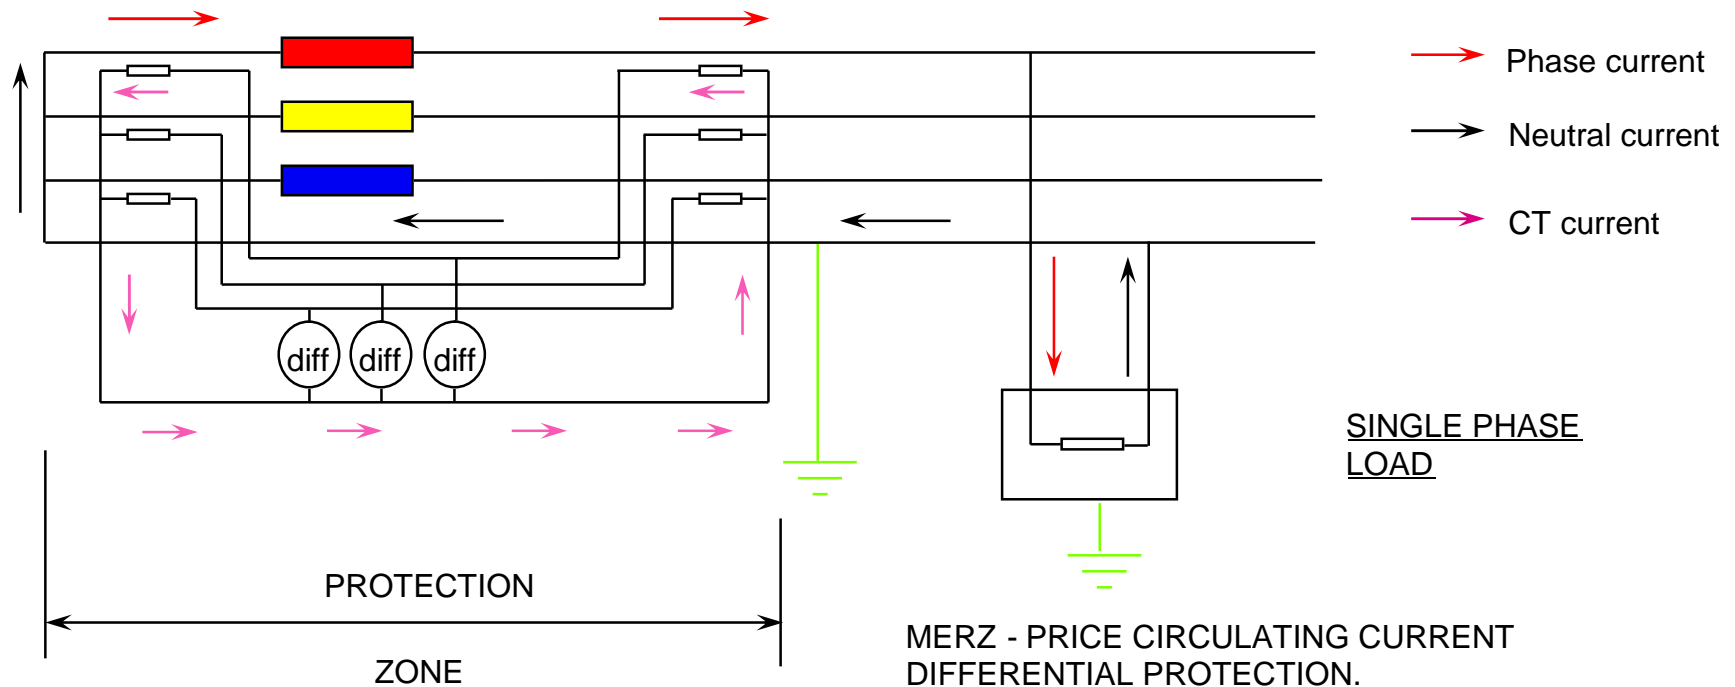 Phase current
Neutral current
CT current
diff diff diff
SINGLE PHASE
LOAD
PROTECTION
ZONE
MERZ - PRICE CIRCULATING CURRENT
DIFFERENTIAL PROTECTION.